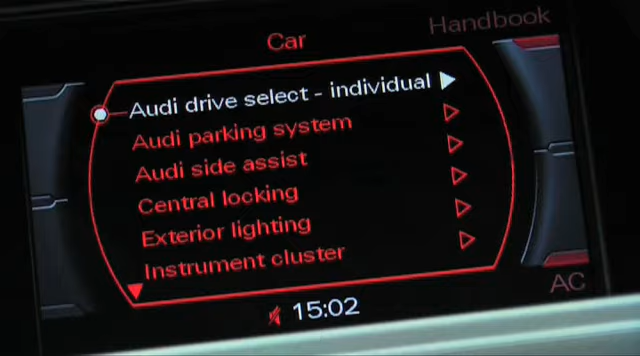 Handbook
Car
Audi drive select - individual
Audi parking system
Audi side assist
Central locking
Exterior lighting
Instrument cluster
AC
15:02